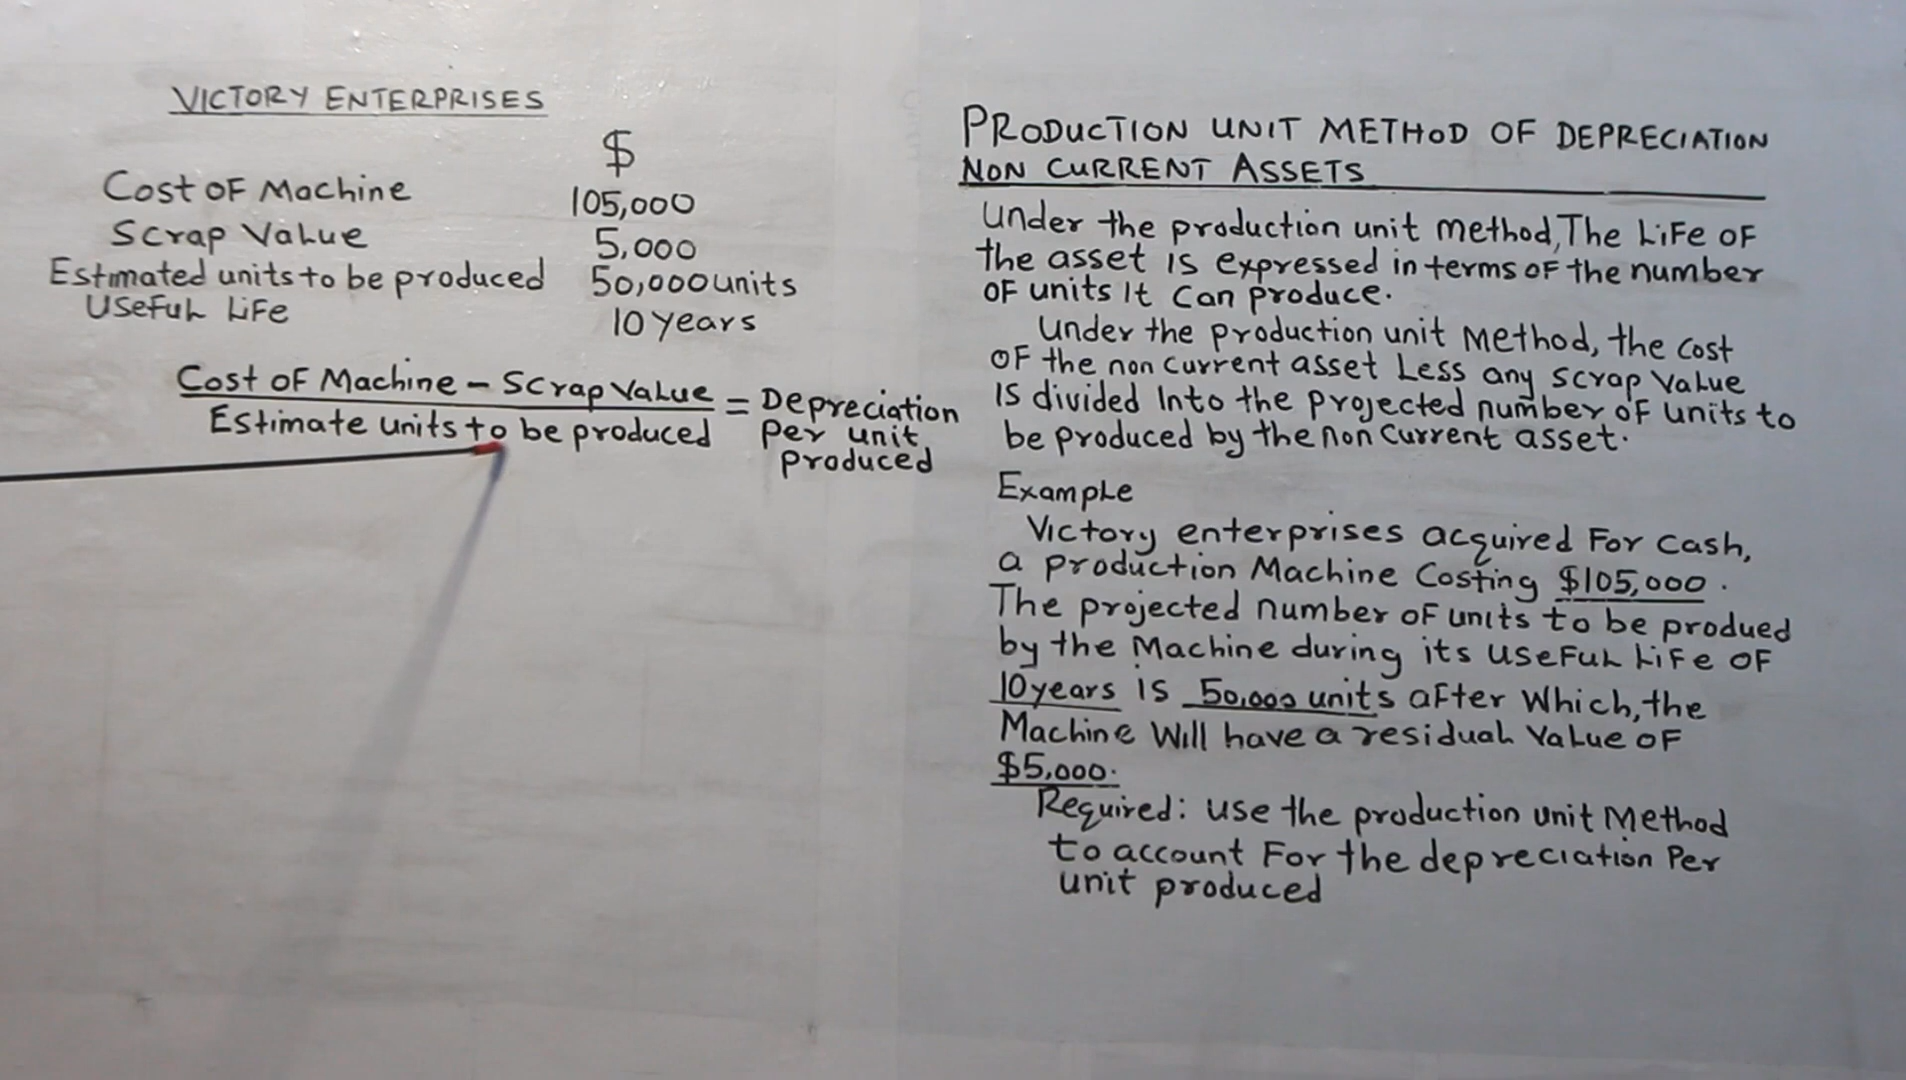 VICTORY ENTERPRISES
$
Cost OF Machine 105,000
Scrap Value 5,000
Estimated units to be produced 50,000 units
Useful Life 10 years
Cost OF Machine - Scrap Value
Estimate units to be produced
= Depreciation
per unit
produced
PRODUCTION UNIT METHOD OF DEPRECIATION
NON CURRENT ASSETS
Under the production unit method, The Life OF
the asset is expressed in terms OF the number
OF units It Can produce.
Under the production unit Method, the cost
OF the non current asset Less any scrap value
Is divided Into the projected number of units to
be produced by the non current asset.
Example
Victory enterprises acquired For cash,
a production Machine Costing $105,000.
The projected number OF units to be produed
by the Machine during its useful Life OF
10 years is 50,000 units after Which, the
Machine Will have a residual Value OF
$5,000.
Required: use the production unit Method
to account For the depreciation Per
unit produced